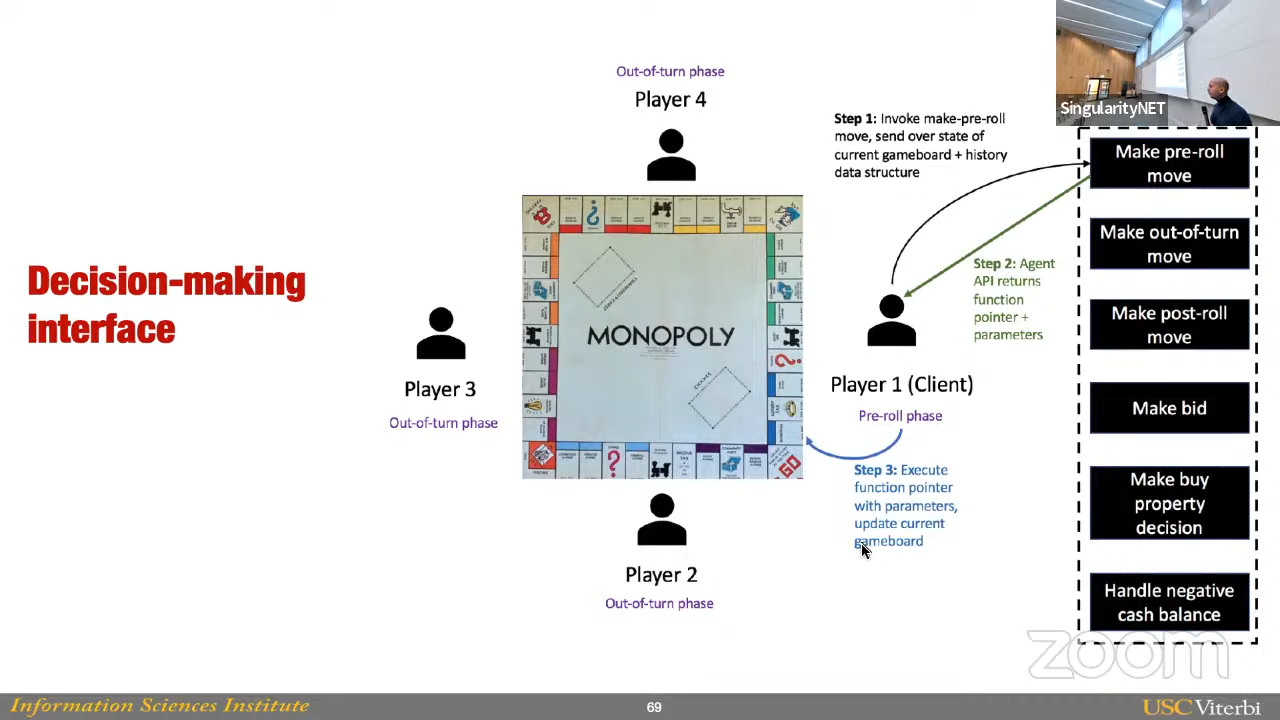 Decision-making
interface
Out-of-turn phase
Player 4
Player 3
Out-of-turn phase
MONOPOLY
COMMUNITY CHEST
CHANCE
GO
Player 2
Out-of-turn phase
Step 1: Invoke make-pre-roll
move, send over state of
current gameboard + history
data structure
Step 2: Agent
API returns
function
pointer +
parameters
Player 1 (Client)
Pre-roll phase
Step 3: Execute
function pointer
with parameters,
update current
gameboard
SingularityNET
Make pre-roll
move
Make out-of-turn
move
Make post-roll
move
Make bid
Make buy
property
decision
Handle negative
cash balance
zoom
Information Sciences Institute
69
USC Viterbi